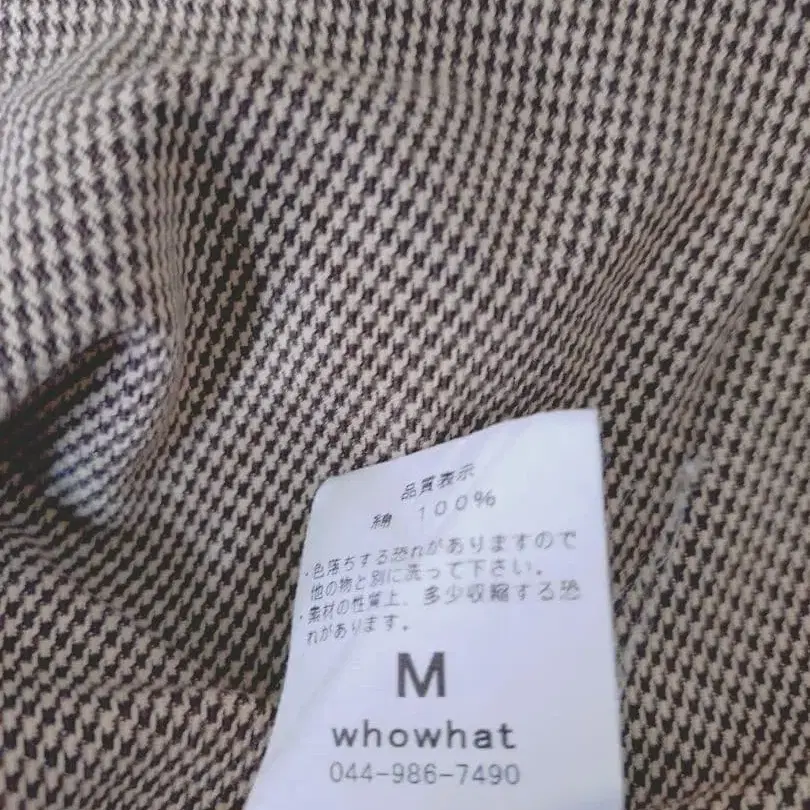 品質表示
綿 100%
・色落ちする恐れがありますので
他の物と別に洗って下さい。
・素材の性質上、多少収縮する恐
れがあります。
M
whowhat
044-986-7490